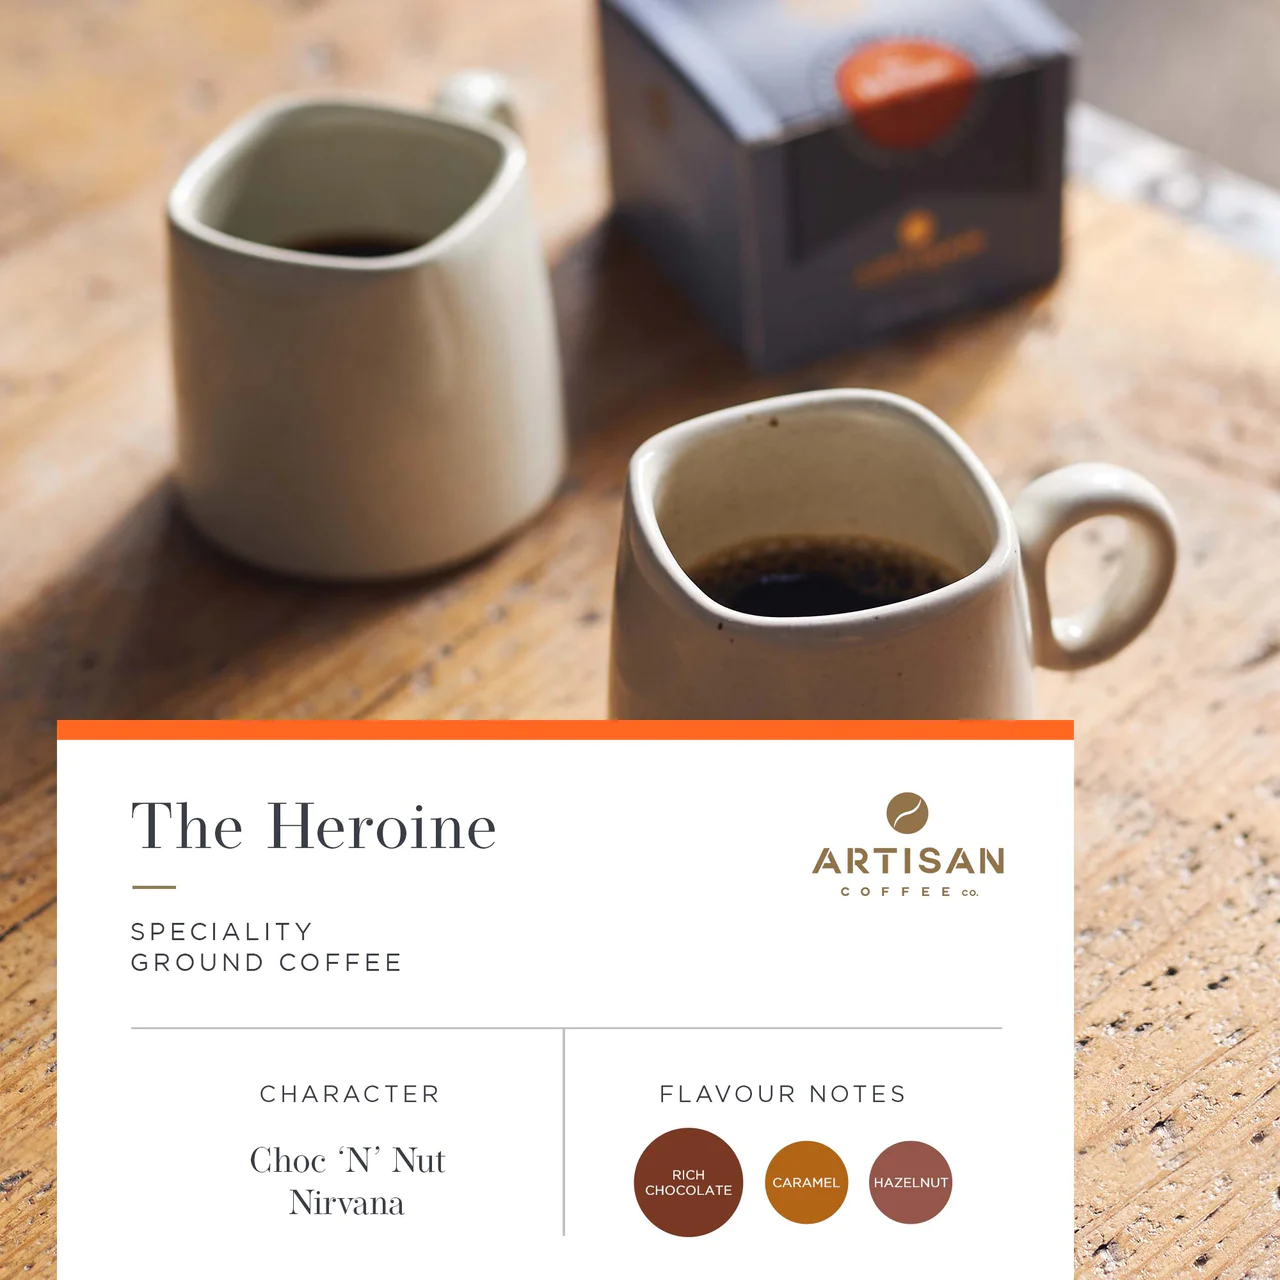 The Heroine
ARTISAN
COFFEE CO.
SPECIALITY
GROUND COFFEE
CHARACTER
Choc ‘N’ Nut
Nirvana
FLAVOUR NOTES
RICH
CHOCOLATE
CARAMEL
HAZELNUT